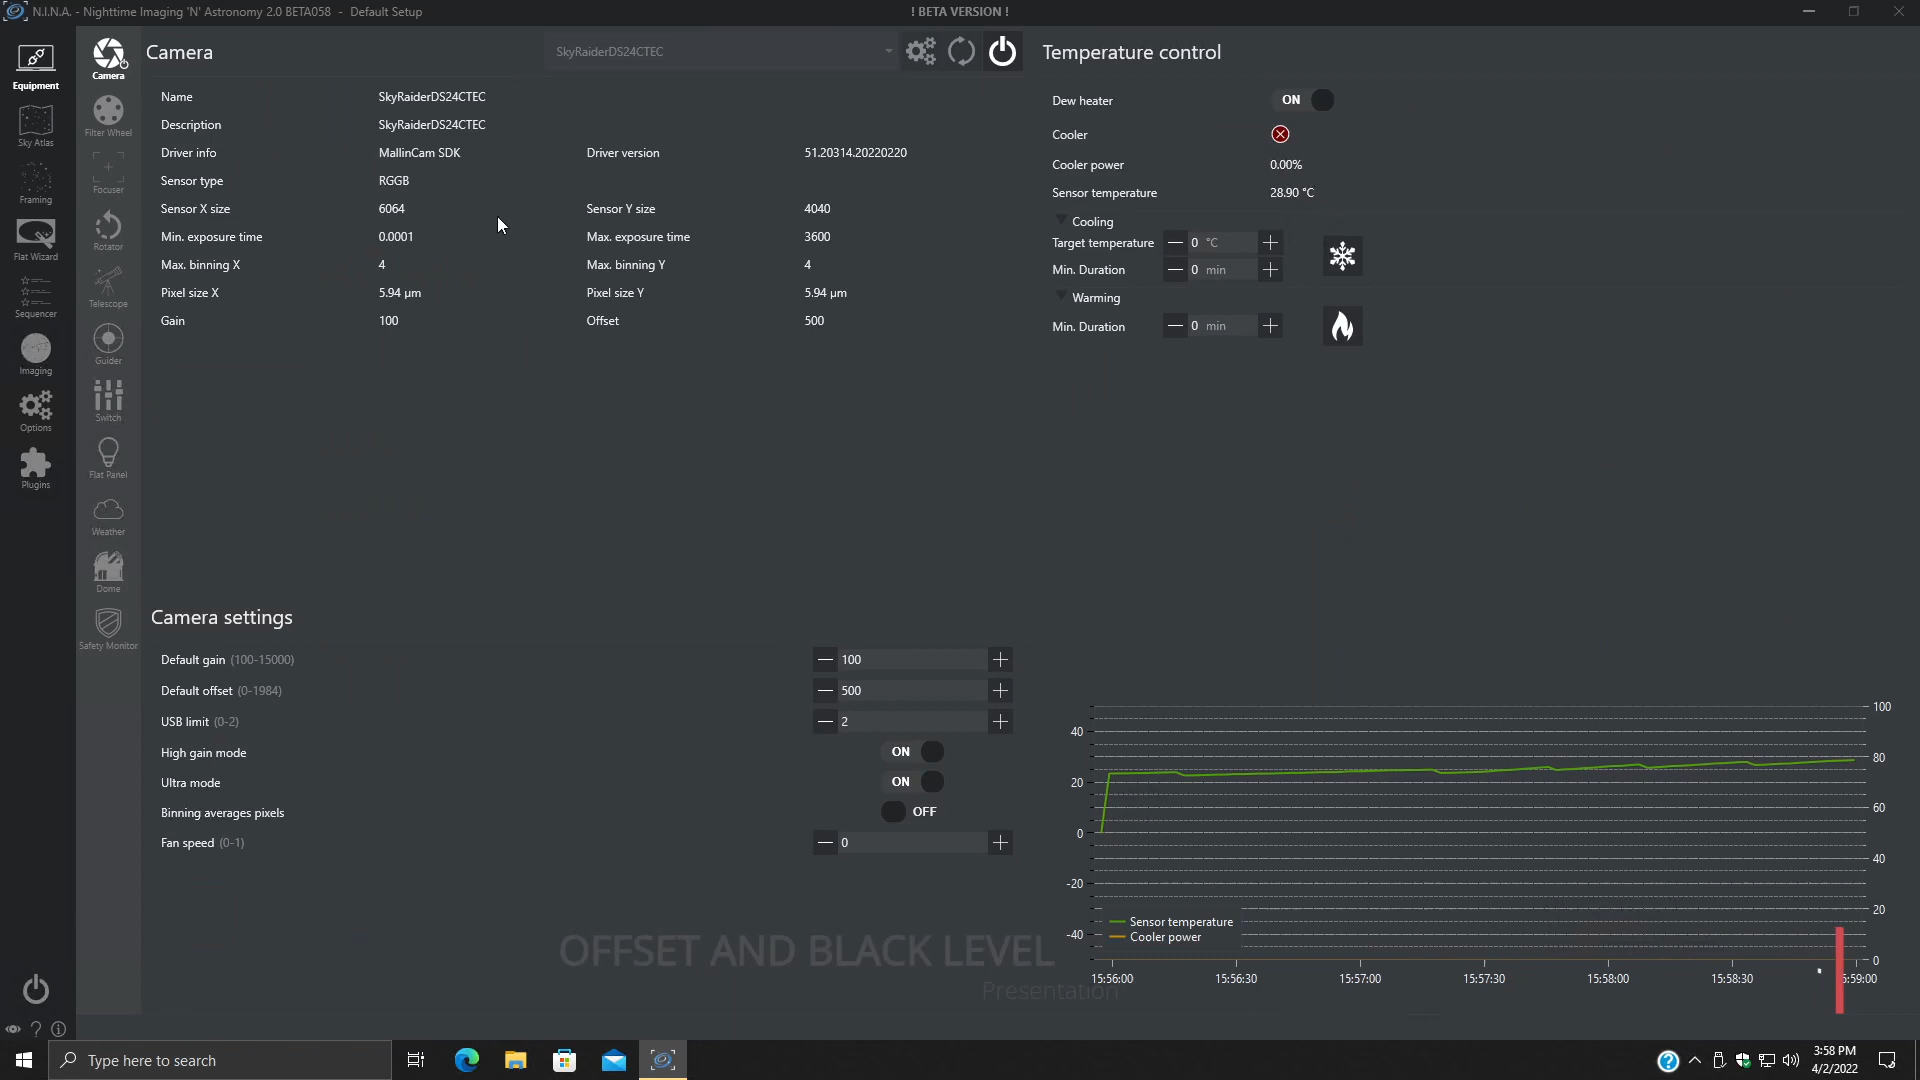 N.I.N.A. - Nighttime Imaging 'N' Astronomy 2.0 BETA058 - Default Setup
! BETA VERSION !
Equipment
Sky Atlas
Framing
Flat Wizard
Sequencer
Imaging
Options
Plugins
Camera
Filter Wheel
Focuser
Rotator
Telescope
Guider
Switch
Flat Panel
Weather
Dome
Safety Monitor
Camera
SkyRaiderDS24CTEC
Name SkyRaiderDS24CTEC
Description SkyRaiderDS24CTEC
Driver info MallinCam SDK Driver version 51.20314.20220220
Sensor type RGGB
Sensor X size 6064 Sensor Y size 4040
Min. exposure time 0.0001 Max. exposure time 3600
Max. binning X 4 Max. binning Y 4
Pixel size X 5.94 µm Pixel size Y 5.94 µm
Gain 100 Offset 500
Temperature control
Dew heater ON
Cooler
Cooler power 0.00%
Sensor temperature 28.90 °C
Cooling
Target temperature 0 °C
Min. Duration 0 min
Warming
Min. Duration 0 min
Camera settings
Default gain (100-15000) 100
Default offset (0-1984) 500
USB limit (0-2) 2
High gain mode ON
Ultra mode ON
Binning averages pixels OFF
Fan speed (0-1) 0
40
20
0
-20
-40
100
80
60
40
20
0
Sensor temperature
Cooler power
15:56:00 15:56:30 15:57:00 15:57:30 15:58:00 15:58:30 5:59:00
OFFSET AND BLACK LEVEL
Presentation
Type here to search
3:58 PM
4/2/2022